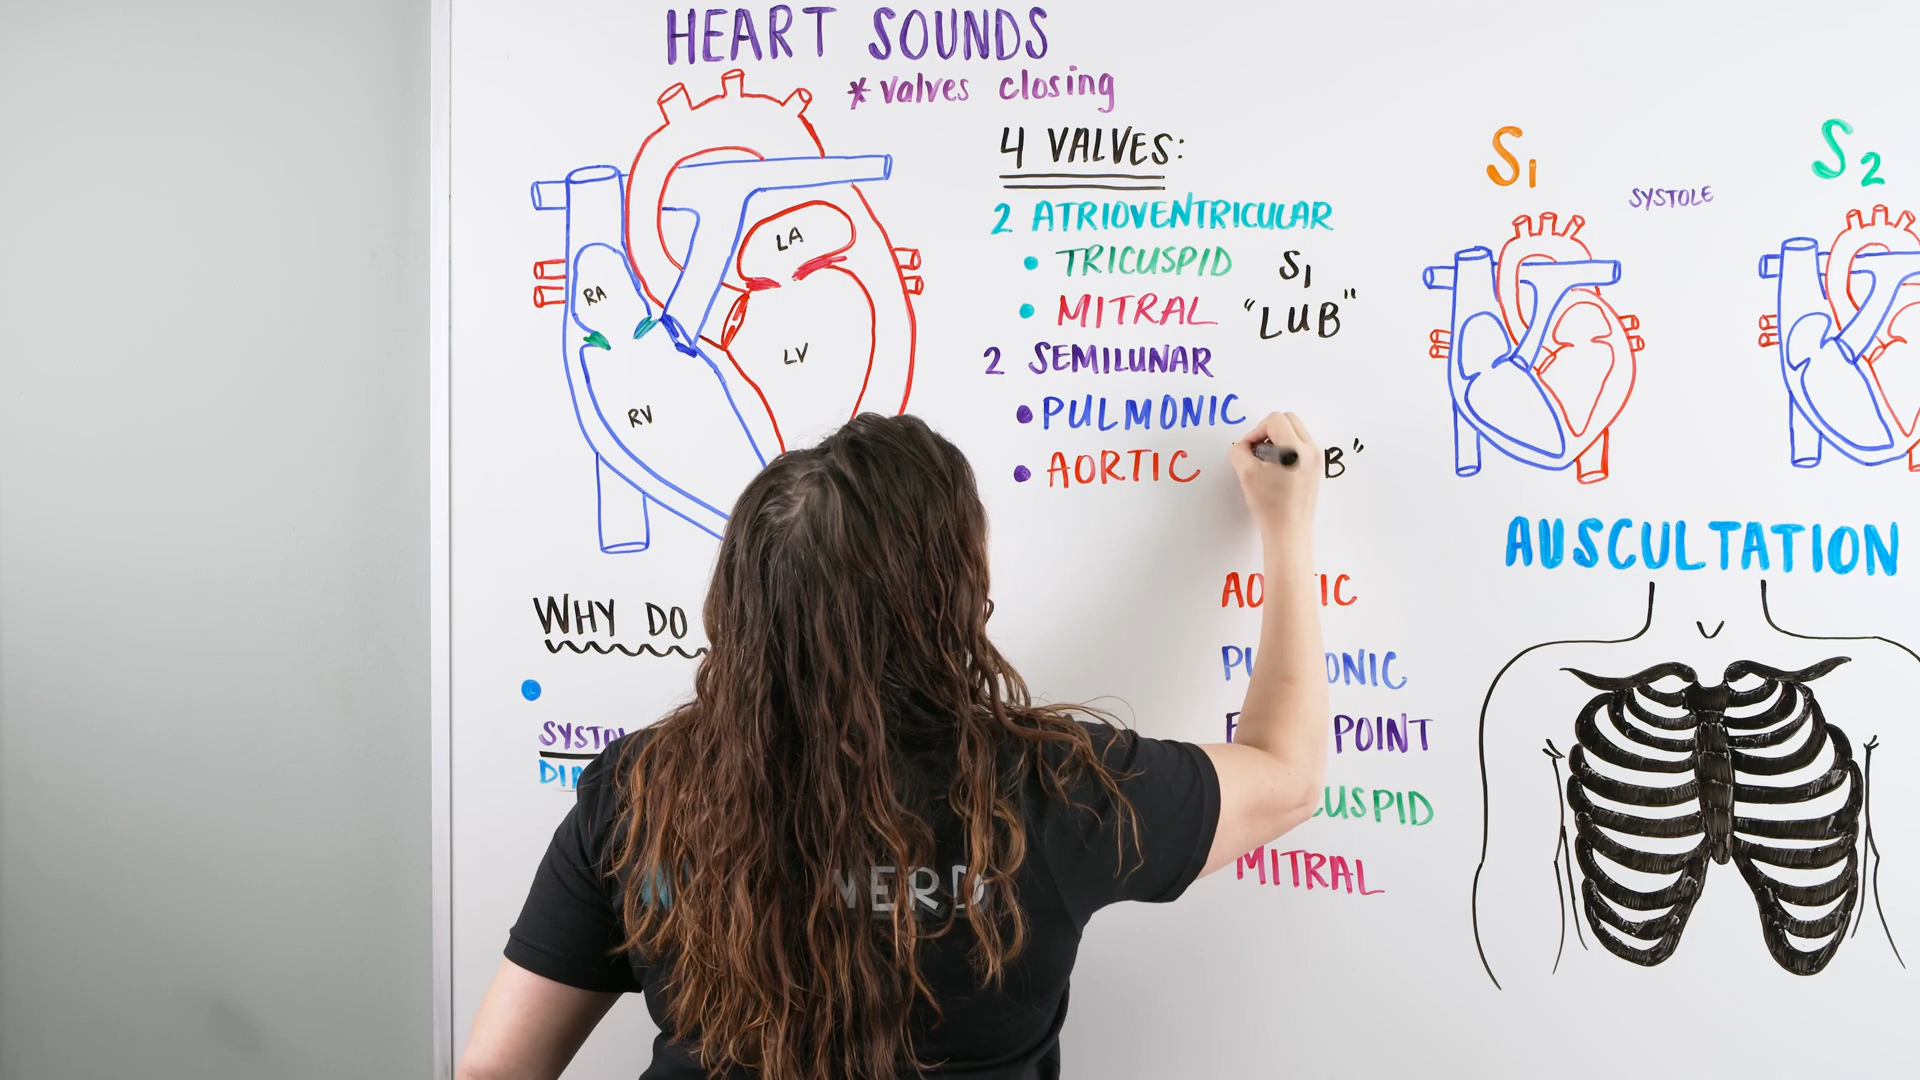 HEART SOUNDS
* valves closing
4 VALVES:
2 ATRIOVENTRICULAR
• TRICUSPID
• MITRAL
S1
"LUB"
2 SEMILUNAR
• PULMONIC
• AORTIC
B"
LA
RA
LV
RV
S1
SYSTOLE
S2
WHY DO
AUSCULTATION
POINT
MITRAL
NERD